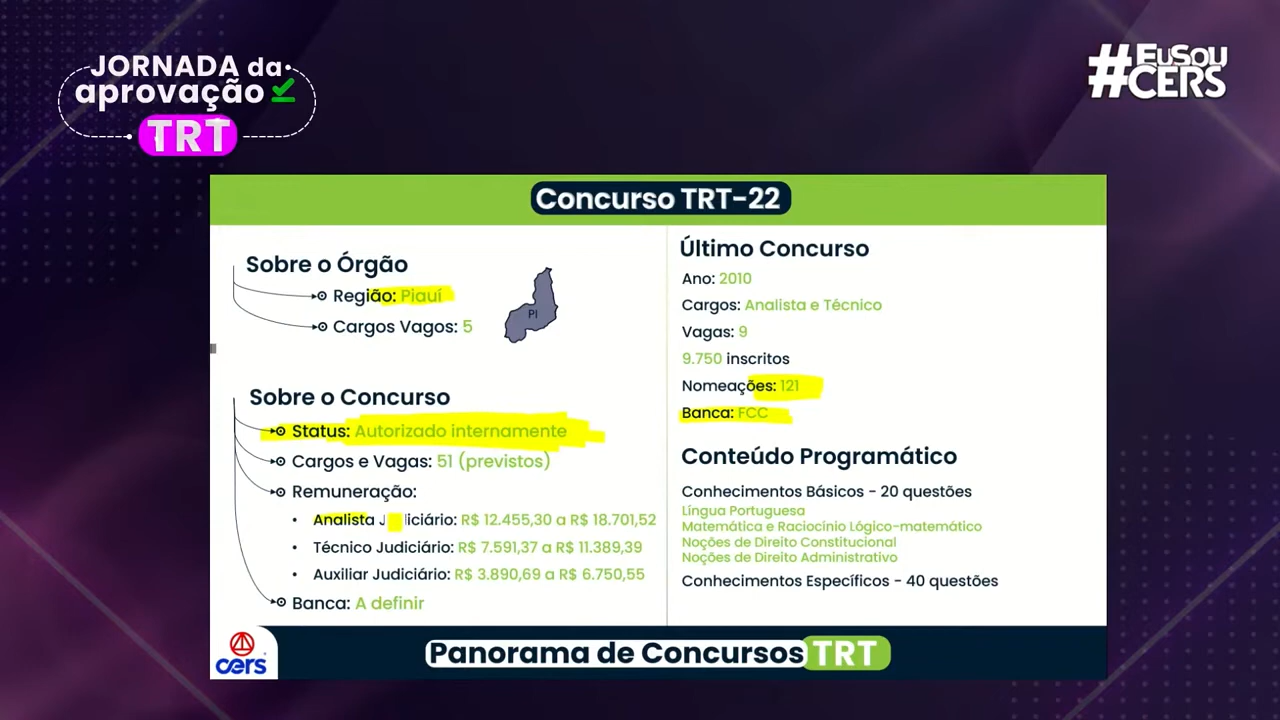 JORNADA da
aprovação
TRT
#EuSou
CERS
Concurso TRT-22
Sobre o Órgão
Região: Piauí
Cargos Vagos: 5
PI
Sobre o Concurso
Status: Autorizado internamente
Cargos e Vagas: 51 (previstos)
Remuneração:
• Analista J iciário: R$ 12.455,30 a R$ 18.701,52
• Técnico Judiciário: R$ 7.591,37 a R$ 11.389,39
• Auxiliar Judiciário: R$ 3.890,69 a R$ 6.750,55
Banca: A definir
Último Concurso
Ano: 2010
Cargos: Analista e Técnico
Vagas: 9
9.750 inscritos
Nomeações: 121
Banca: FCC
Conteúdo Programático
Conhecimentos Básicos - 20 questões
Língua Portuguesa
Matemática e Raciocínio Lógico-matemático
Noções de Direito Constitucional
Noções de Direito Administrativo
Conhecimentos Específicos - 40 questões
cers
Panorama de Concursos TRT